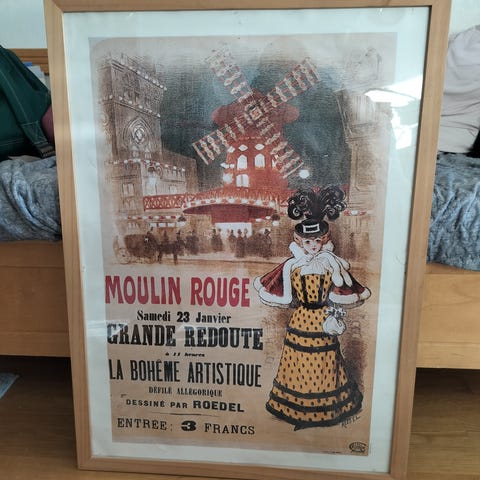 MOULIN ROUGE
Samedi 23 Janvier
GRANDE REDOUTE
à 11 heures
LA BOHÈME ARTISTIQUE
DÉFILÉ ALLÉGORIQUE
DESSINÉ PAR ROEDEL
ENTRÉE: 3 FRANCS
ROEDEL